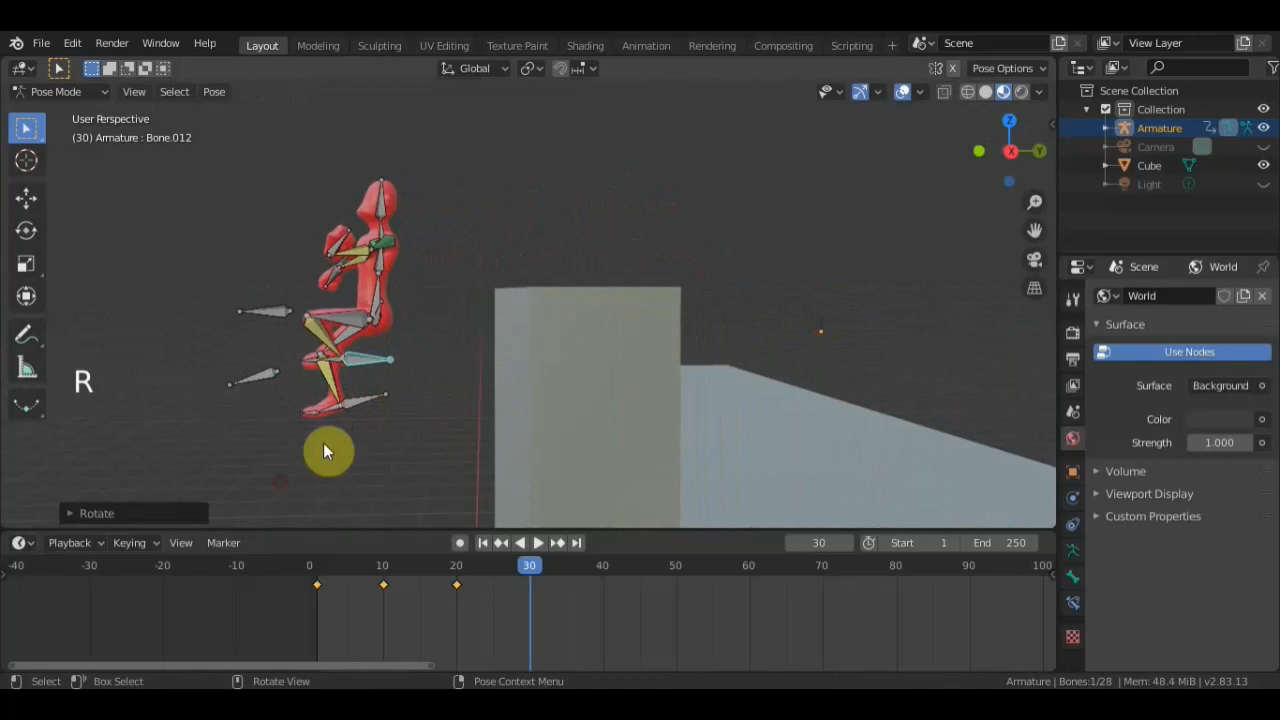 File Edit Render Window Help Layout Modeling Sculpting UV Editing Texture Paint Shading Animation Rendering Compositing Scripting + Scene View Layer
Global X Pose Options
Pose Mode View Select Pose
User Perspective
(30) Armature : Bone.012
Z
X
Y
R
Rotate
Scene Collection
Collection
Armature
Camera
Cube
Light
Scene World
World
Surface
Use Nodes
Surface Background
Color
Strength 1.000
Volume
Viewport Display
Custom Properties
Playback Keying View Marker 30 Start 1 End 250
-40 -30 -20 -10 0 10 20 30 40 50 60 70 80 90 100
Select Box Select Rotate View Pose Context Menu Armature | Bones:1/28 | Mem: 48.4 MiB | v2.83.13